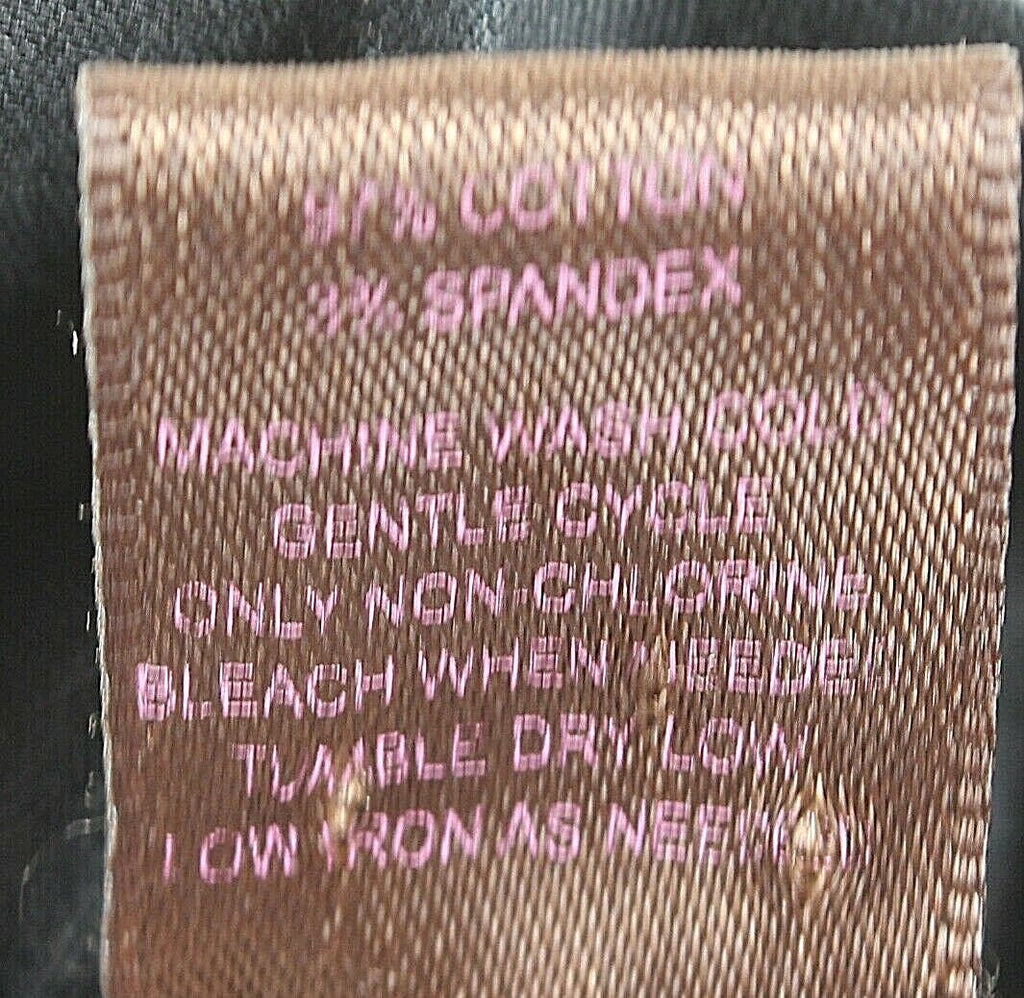 97% COTTON
3% SPANDEX
MACHINE WASH COLD
GENTLE CYCLE
ONLY NON-CHLORINE
BLEACH WHEN NEEDED
TUMBLE DRY LOW
LOW IRON AS NEEDED